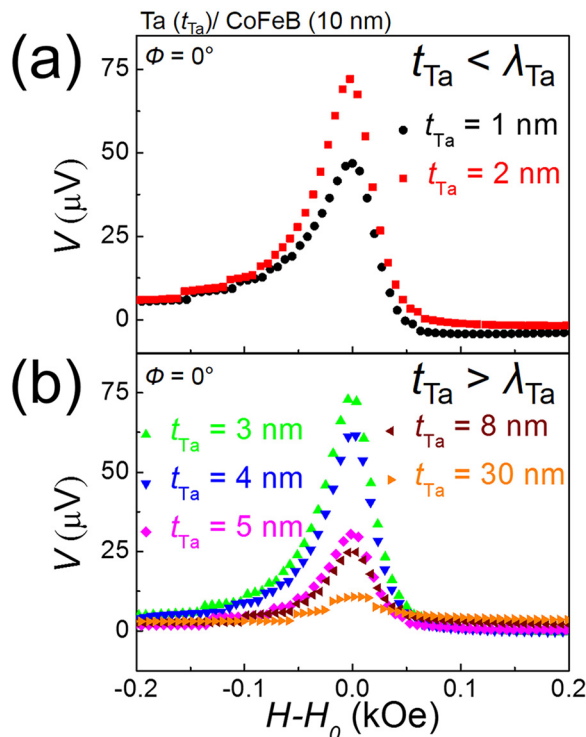 Ta (tTa)/ CoFeB (10 nm)
(a)
Φ = 0°
tTa < λTa
tTa = 1 nm
tTa = 2 nm
75
50
25
0
V (μV)
(b)
Φ = 0°
tTa > λTa
tTa = 3 nm
tTa = 8 nm
tTa = 4 nm
tTa = 30 nm
tTa = 5 nm
75
50
25
0
V (μV)
-0.2 -0.1 0.0 0.1 0.2
H-H0 (kOe)